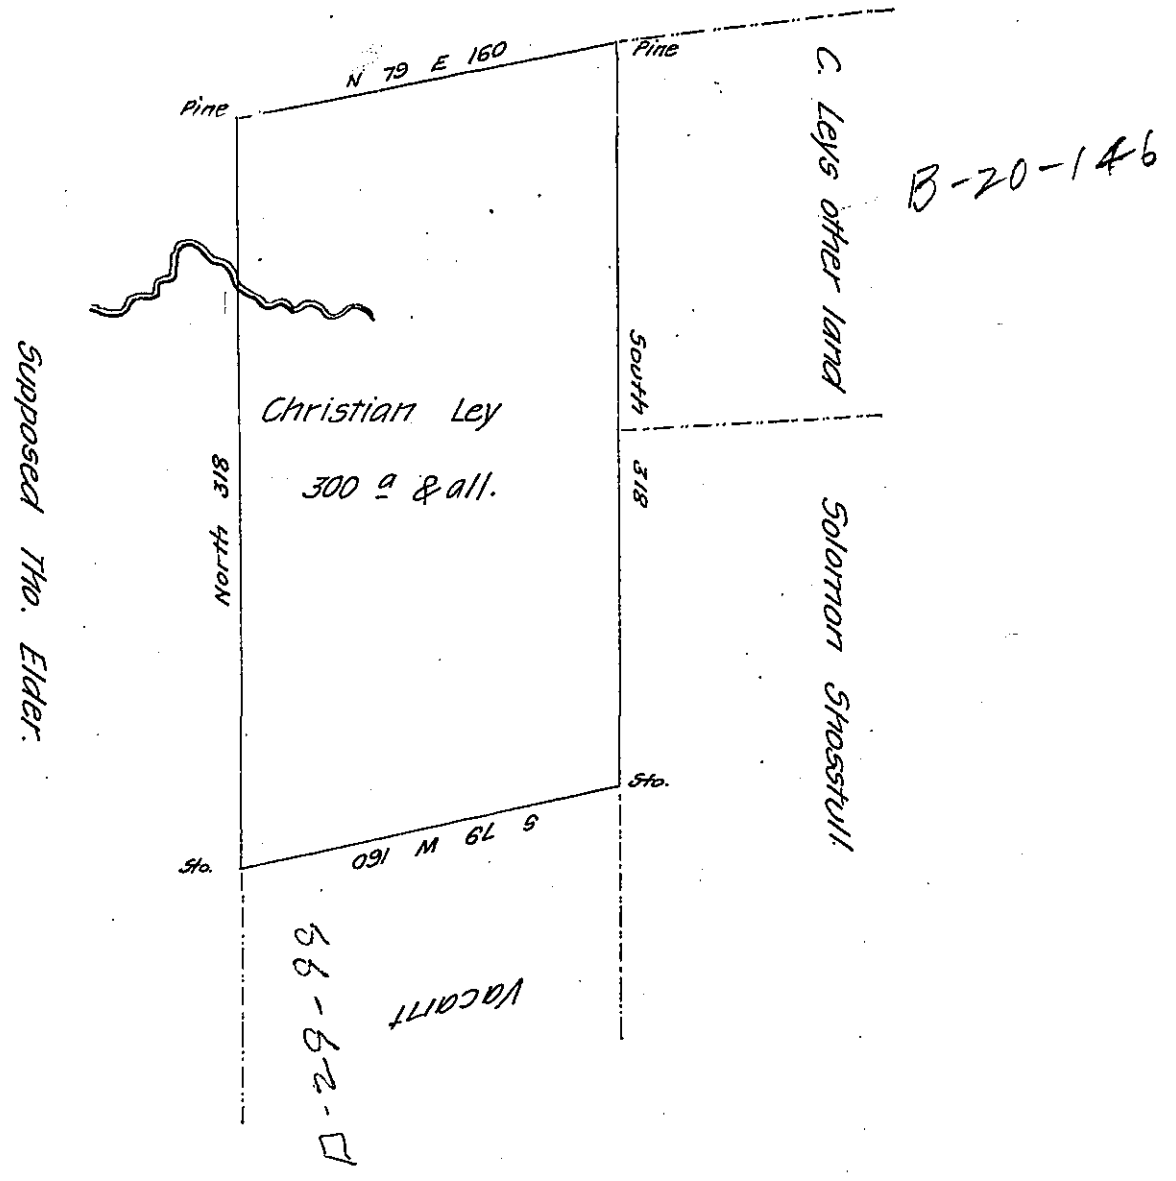 N 79 E 160
Pine
Pine
C. Leys other land
B-20-146
South 318
Christian Ley
300 a & all.
North 318
Supposed Tho. Elder.
Solomon Shosstull.
Sto.
Sto.
S 79 W 160
Vacant
D-29-99